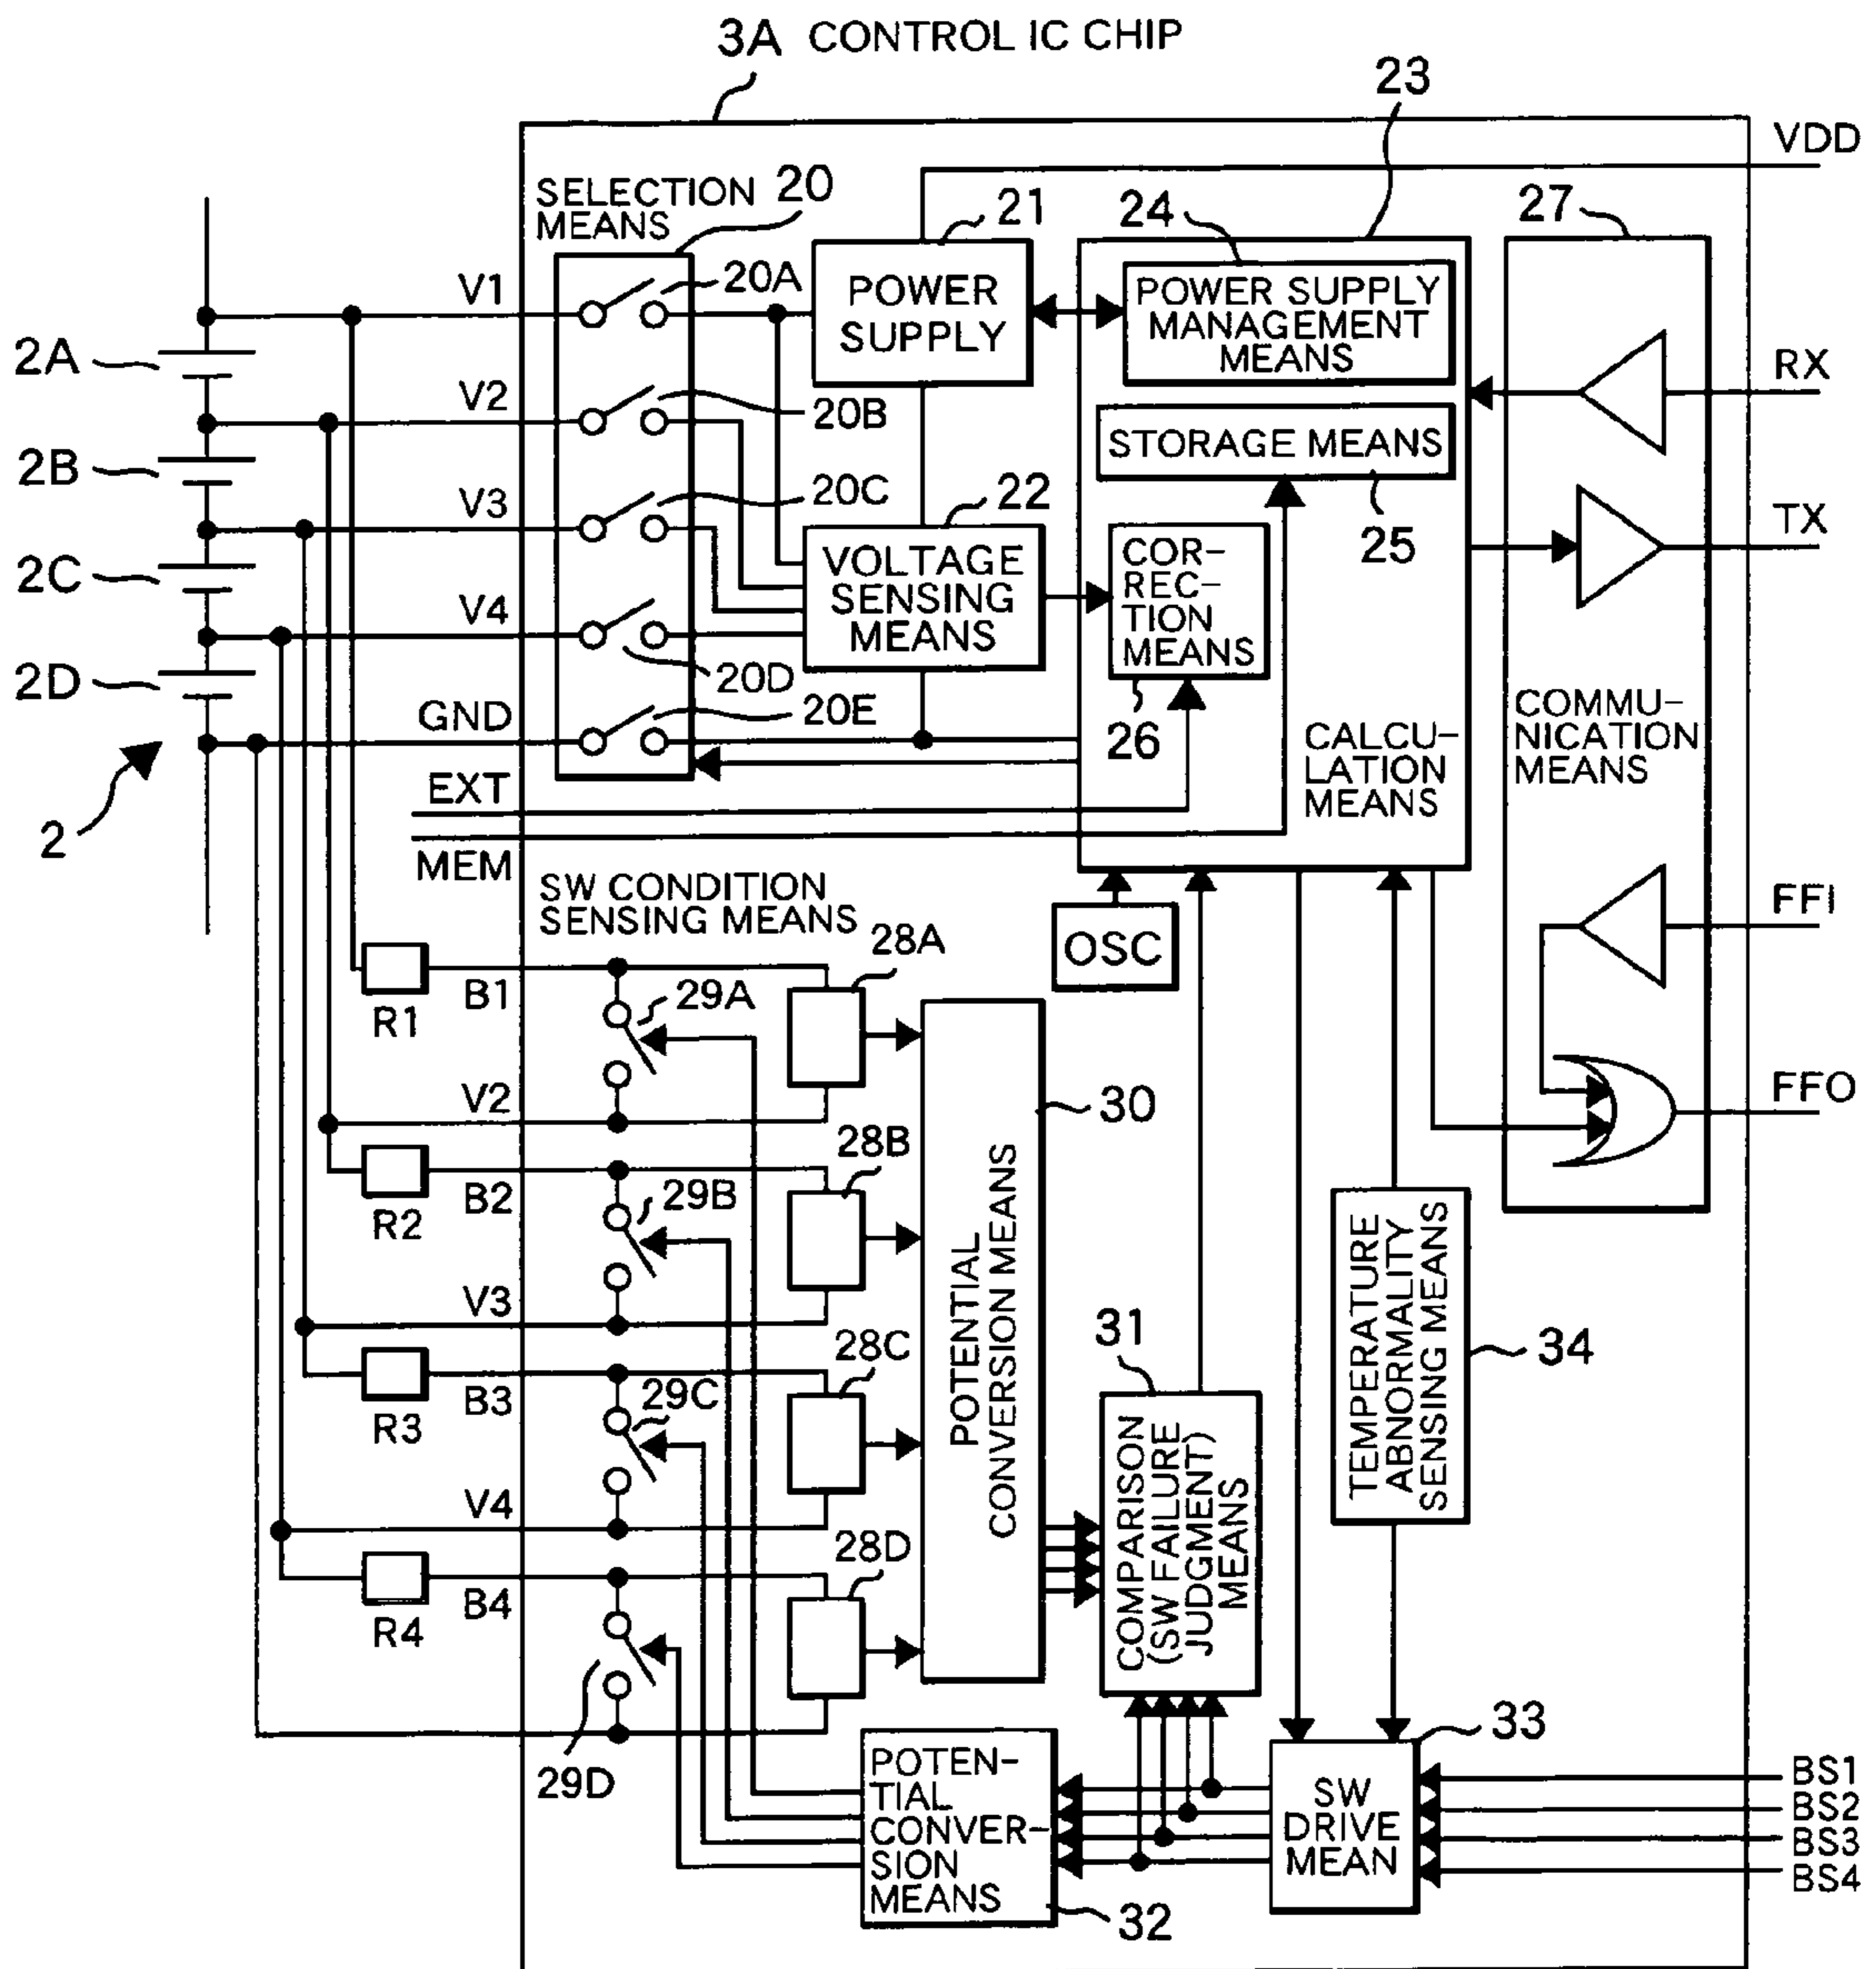 3A CONTROL IC CHIP
23
VDD
SELECTION
MEANS
20
21
24
27
V1
20A
POWER
SUPPLY
POWER SUPPLY
MANAGEMENT
MEANS
2A
RX
V2
20B
STORAGE MEANS
2B
V3
20C
22
25
TX
VOLTAGE
SENSING
MEANS
COR-
REC-
TION
MEANS
2C
V4
20D
2D
GND
20E
26
CALCU-
LATION
MEANS
COMMU-
NICATION
MEANS
2
EXT
MEM
SW CONDITION
SENSING MEANS
OSC
FFI
28A
R1
B1
29A
V2
30
FFO
28B
R2
B2
29B
POTENTIAL
CONVERSION MEANS
TEMPERATURE
ABNORMALITY
SENSING MEANS
V3
31
34
28C
R3
B3
29C
COMPARISON
(SW FAILURE
JUDGMENT)
MEANS
V4
28D
R4
B4
29D
33
POTEN-
TIAL
CONVER-
SION
MEANS
SW
DRIVE
MEAN
BS1
BS2
BS3
BS4
32